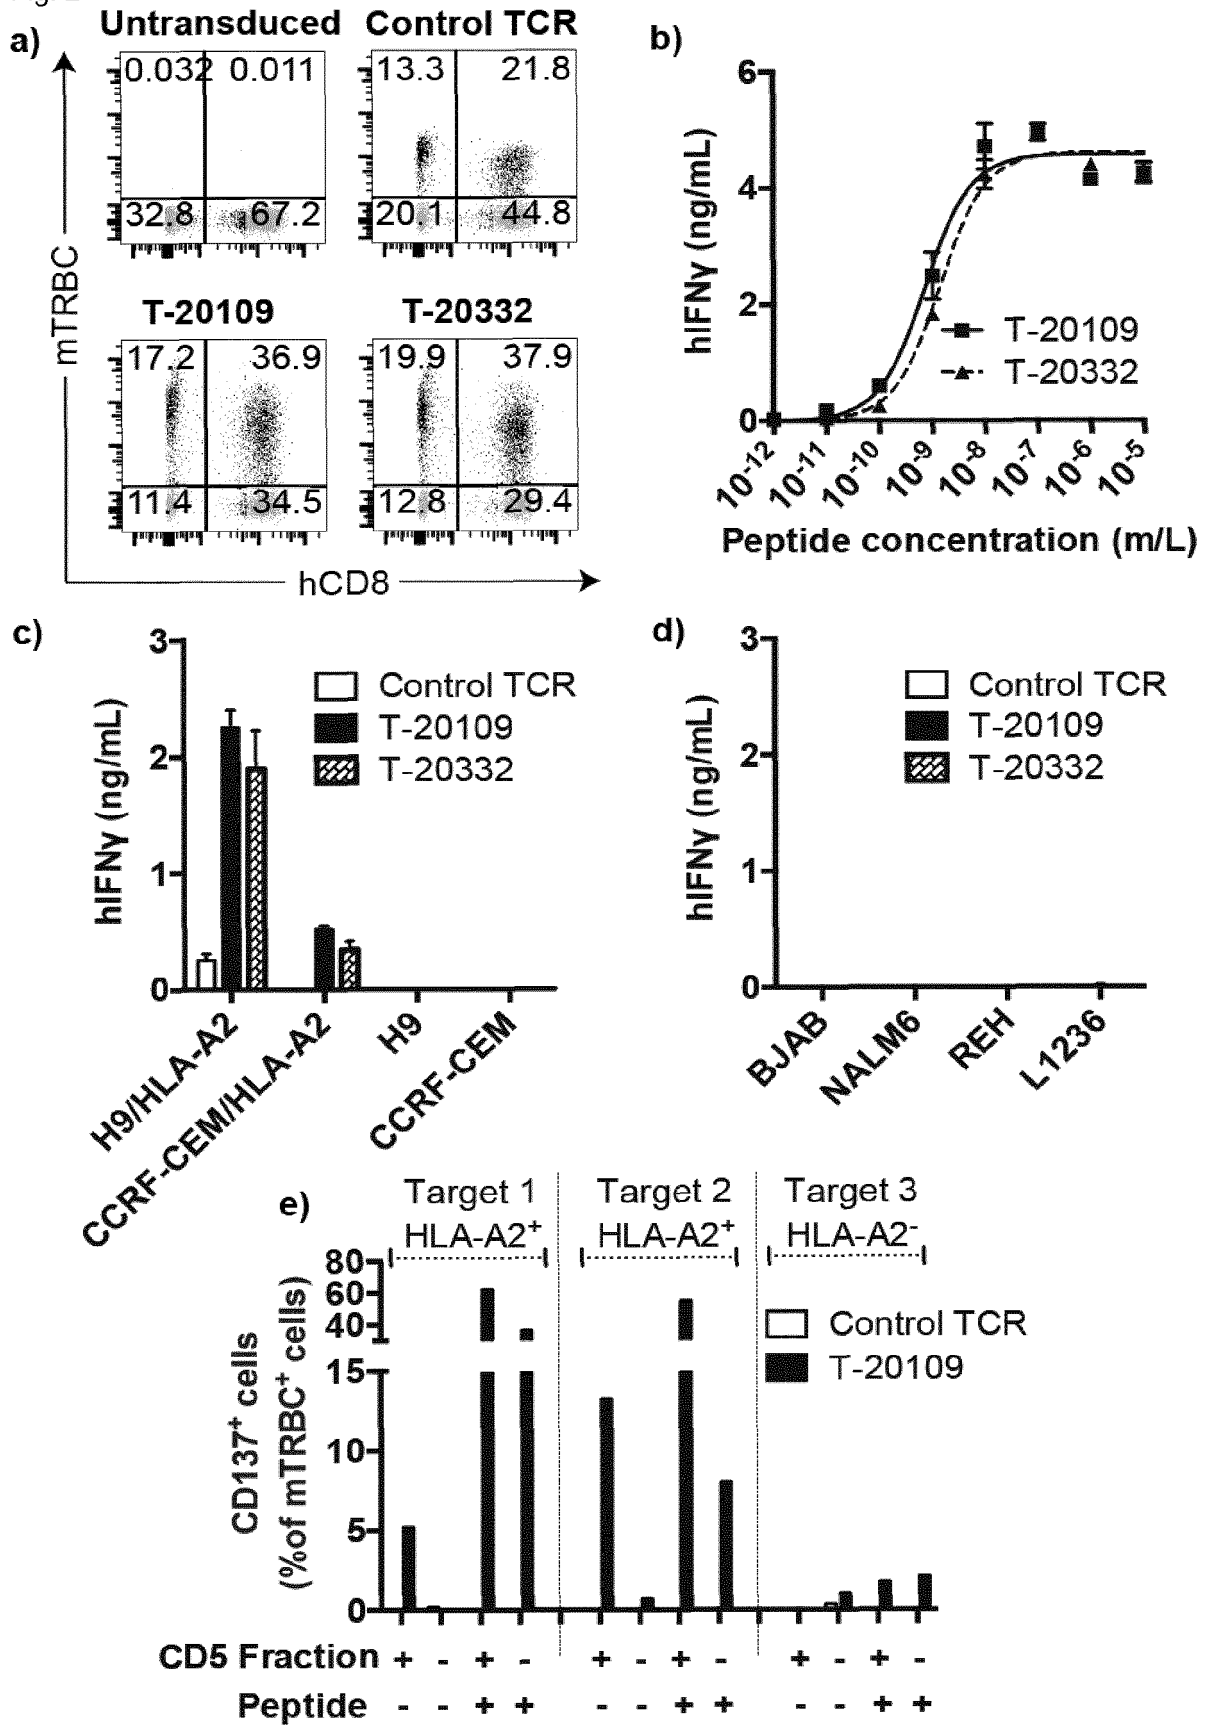 a)
Untransduced Control TCR
0.032 0.011
13.3 21.8
32.8 67.2
20.1 44.8
T-20109 T-20332
17.2 36.9
19.9 37.9
11.4 34.5
12.8 29.4
mTRBC
hCD8
b)
hIFNγ (ng/mL)
6
4
2
0
T-20109
T-20332
10-12 10-11 10-10 10-9 10-8 10-7 10-6 10-5
Peptide concentration (m/L)
c)
hIFNγ (ng/mL)
3
2
1
0
Control TCR
T-20109
T-20332
H9/HLA-A2
CCRF-CEM/HLA-A2
H9
CCRF-CEM
d)
hIFNγ (ng/mL)
3
2
1
0
Control TCR
T-20109
T-20332
BJAB
NALM6
REH
L1236
e)
Target 1 Target 2 Target 3
HLA-A2+ HLA-A2+ HLA-A2-
CD137+ cells
(%of mTRBC+ cells)
80
60
40
15
10
5
0
Control TCR
T-20109
CD5 Fraction + - + - + - + - + - + -
Peptide - - + + - - + + - - + +